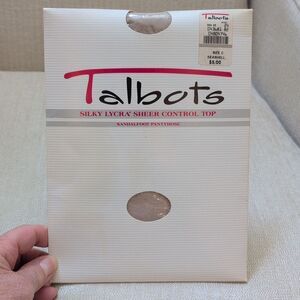 Talbots
SIZE C
SEASHELL
$5.00
Talbots
SILKY LYCRA® SHEER CONTROL TOP
SANDALFOOT PANTYHOSE